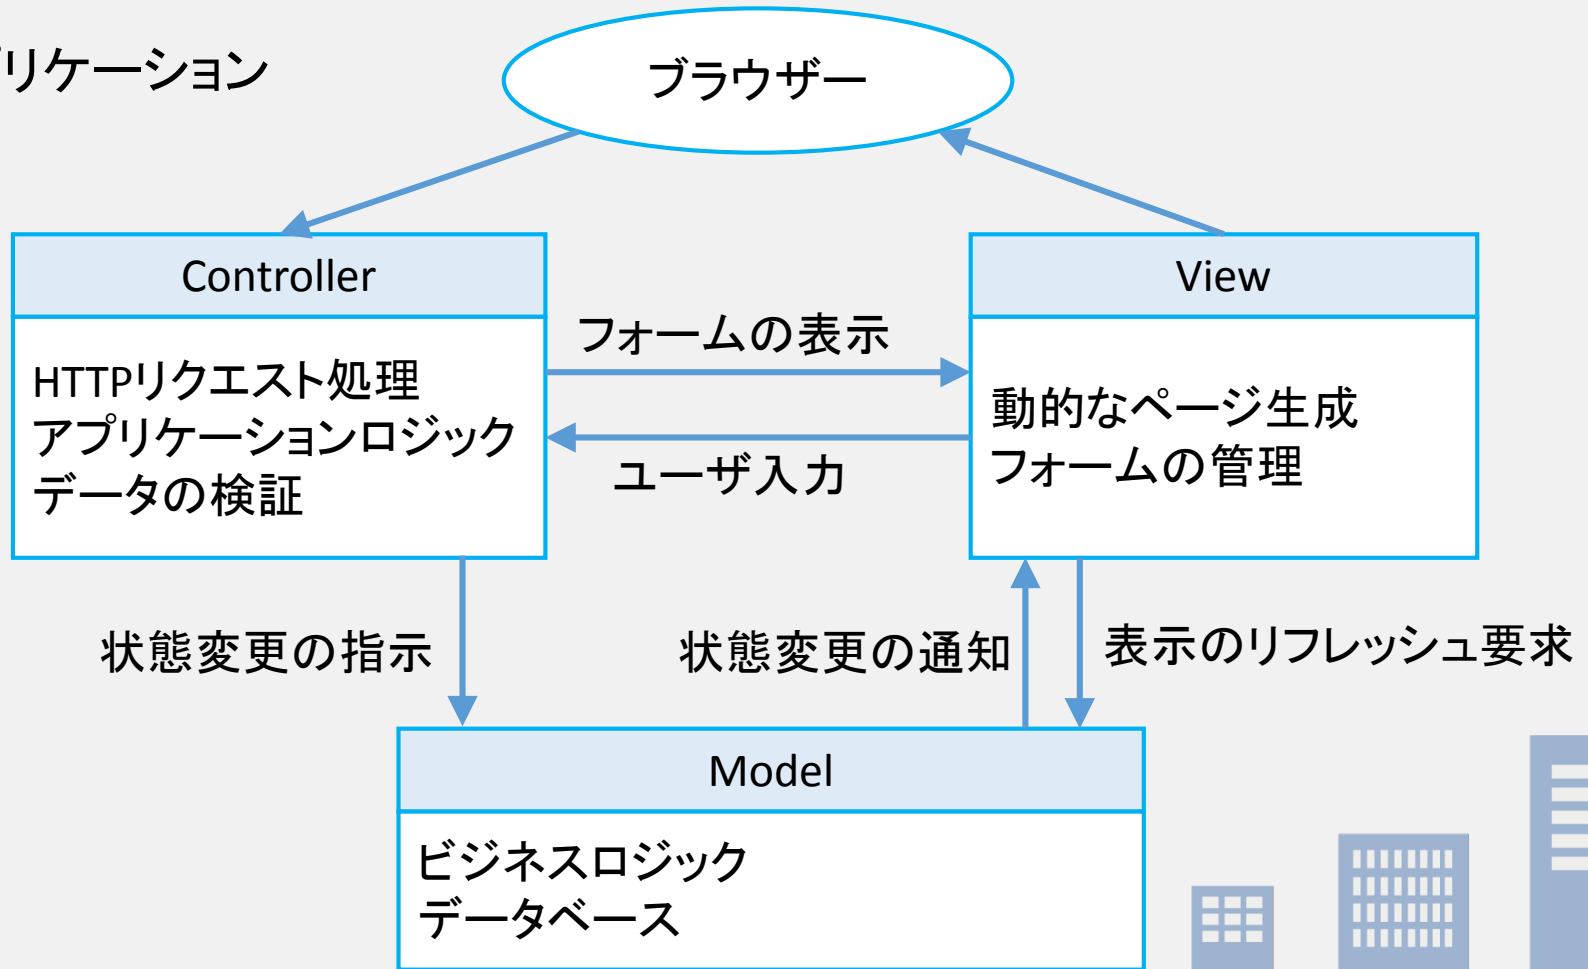 プリケーション
ブラウザー
Controller
HTTPリクエスト処理
アプリケーションロジック
データの検証
フォームの表示
ユーザ入力
View
動的なページ生成
フォームの管理
状態変更の指示
状態変更の通知
表示のリフレッシュ要求
Model
ビジネスロジック
データベース